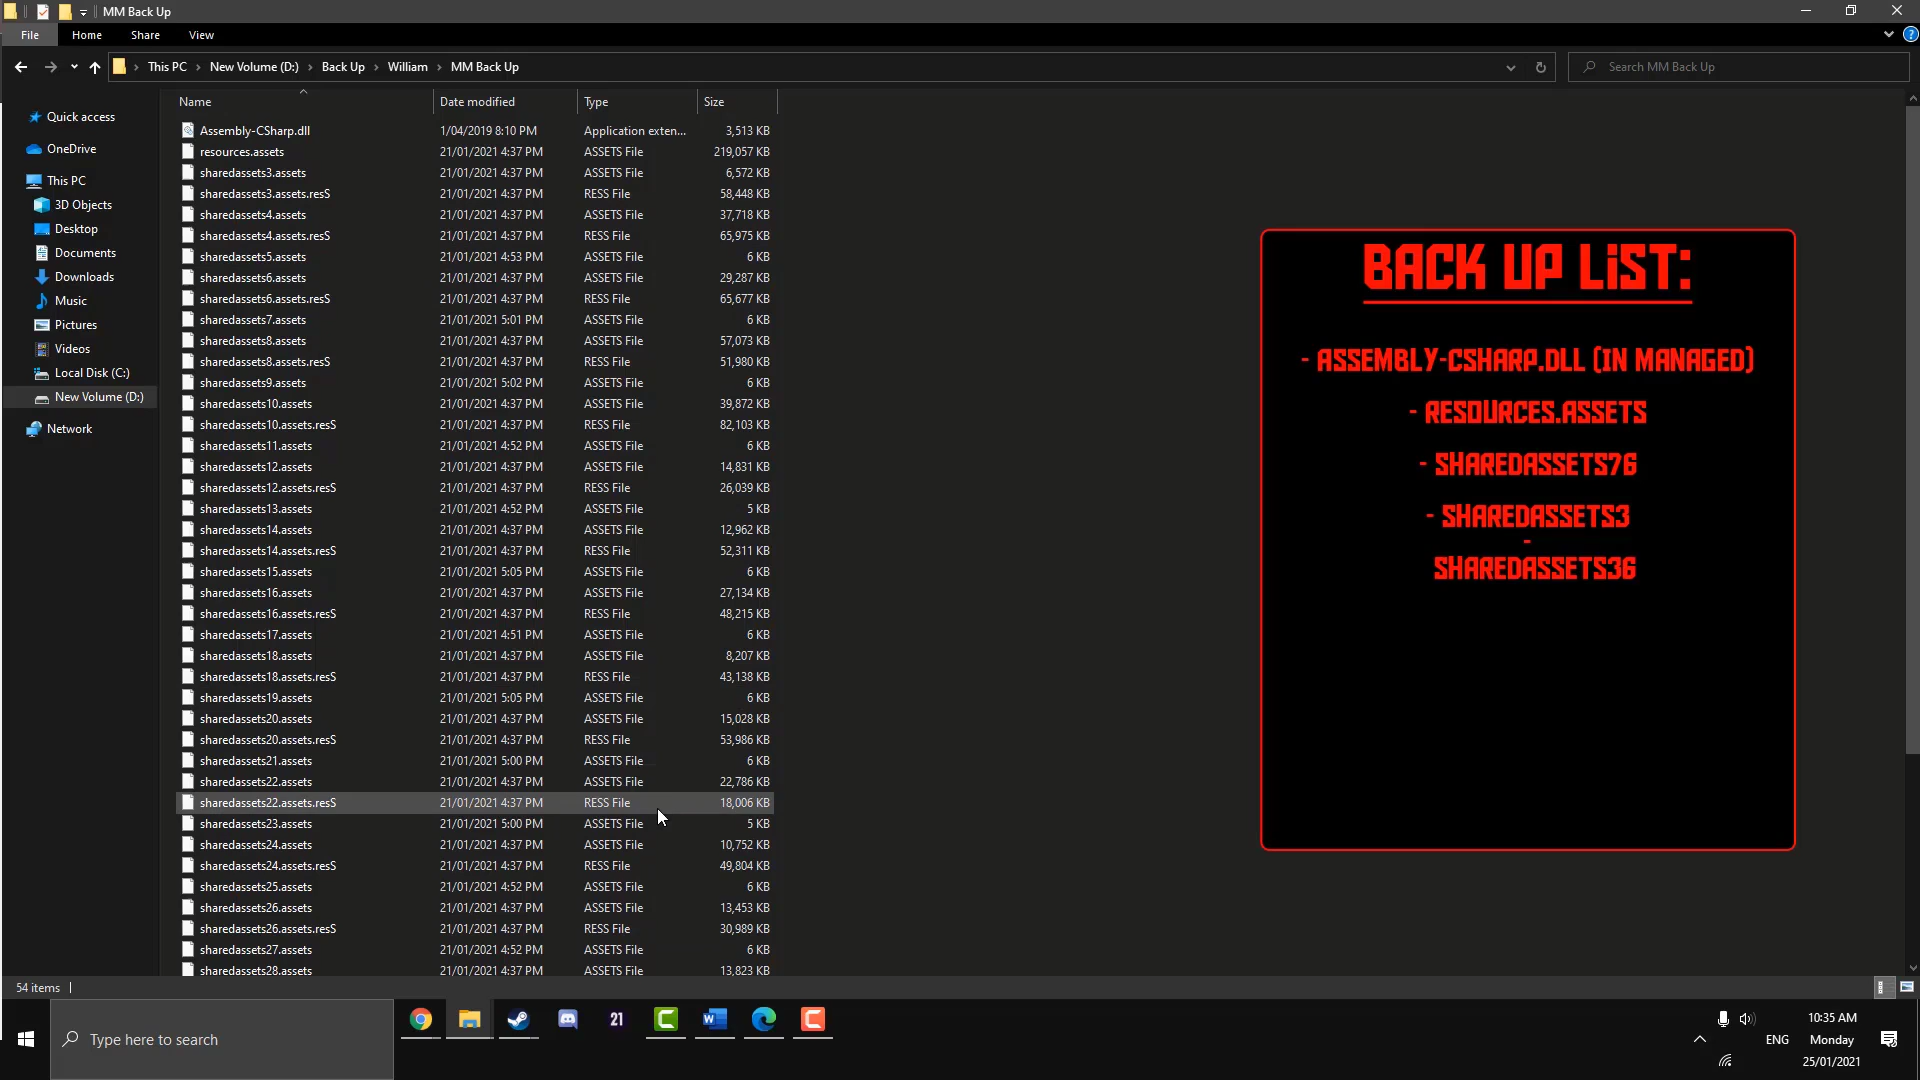 MM Back Up
File Home Share View
This PC New Volume (D:) Back Up William MM Back Up
Search MM Back Up
Name Date modified Type Size
Quick access
OneDrive
This PC
3D Objects
Desktop
Documents
Downloads
Music
Pictures
Videos
Local Disk (C:)
New Volume (D:)
Network
Assembly-CSharp.dll 1/04/2019 8:10 PM Application exten... 3,513 KB
resources.assets 21/01/2021 4:37 PM ASSETS File 219,057 KB
sharedassets3.assets 21/01/2021 4:37 PM ASSETS File 6,572 KB
sharedassets3.assets.resS 21/01/2021 4:37 PM RESS File 58,448 KB
sharedassets4.assets 21/01/2021 4:37 PM ASSETS File 37,718 KB
sharedassets4.assets.resS 21/01/2021 4:37 PM RESS File 65,975 KB
sharedassets5.assets 21/01/2021 4:53 PM ASSETS File 6 KB
sharedassets6.assets 21/01/2021 4:37 PM ASSETS File 29,287 KB
sharedassets6.assets.resS 21/01/2021 4:37 PM RESS File 65,677 KB
sharedassets7.assets 21/01/2021 5:01 PM ASSETS File 6 KB
sharedassets8.assets 21/01/2021 4:37 PM ASSETS File 57,073 KB
sharedassets8.assets.resS 21/01/2021 4:37 PM RESS File 51,980 KB
sharedassets9.assets 21/01/2021 5:02 PM ASSETS File 6 KB
sharedassets10.assets 21/01/2021 4:37 PM ASSETS File 39,872 KB
sharedassets10.assets.resS 21/01/2021 4:37 PM RESS File 82,103 KB
sharedassets11.assets 21/01/2021 4:52 PM ASSETS File 6 KB
sharedassets12.assets 21/01/2021 4:37 PM ASSETS File 14,831 KB
sharedassets12.assets.resS 21/01/2021 4:37 PM RESS File 26,039 KB
sharedassets13.assets 21/01/2021 4:52 PM ASSETS File 5 KB
sharedassets14.assets 21/01/2021 4:37 PM ASSETS File 12,962 KB
sharedassets14.assets.resS 21/01/2021 4:37 PM RESS File 52,311 KB
sharedassets15.assets 21/01/2021 5:05 PM ASSETS File 6 KB
sharedassets16.assets 21/01/2021 4:37 PM ASSETS File 27,134 KB
sharedassets16.assets.resS 21/01/2021 4:37 PM RESS File 48,215 KB
sharedassets17.assets 21/01/2021 4:51 PM ASSETS File 6 KB
sharedassets18.assets 21/01/2021 4:37 PM ASSETS File 8,207 KB
sharedassets18.assets.resS 21/01/2021 4:37 PM RESS File 43,138 KB
sharedassets19.assets 21/01/2021 5:05 PM ASSETS File 6 KB
sharedassets20.assets 21/01/2021 4:37 PM ASSETS File 15,028 KB
sharedassets20.assets.resS 21/01/2021 4:37 PM RESS File 53,986 KB
sharedassets21.assets 21/01/2021 5:00 PM ASSETS File 6 KB
sharedassets22.assets 21/01/2021 4:37 PM ASSETS File 22,786 KB
sharedassets22.assets.resS 21/01/2021 4:37 PM RESS File 18,006 KB
sharedassets23.assets 21/01/2021 5:00 PM ASSETS File 5 KB
sharedassets24.assets 21/01/2021 4:37 PM ASSETS File 10,752 KB
sharedassets24.assets.resS 21/01/2021 4:37 PM RESS File 49,804 KB
sharedassets25.assets 21/01/2021 4:52 PM ASSETS File 6 KB
sharedassets26.assets 21/01/2021 4:37 PM ASSETS File 13,453 KB
sharedassets26.assets.resS 21/01/2021 4:37 PM RESS File 30,989 KB
sharedassets27.assets 21/01/2021 4:52 PM ASSETS File 6 KB
sharedassets28.assets 21/01/2021 4:37 PM ASSETS File 13,823 KB
BACK UP LIST:
- ASSEMBLY-CSHARP.DLL (IN MANAGED)
- RESOURCES.ASSETS
- SHAREDASSETS76
- SHAREDASSETS3
-
SHAREDASSETS36
54 items
Type here to search
21
ENG
10:35 AM
Monday
25/01/2021